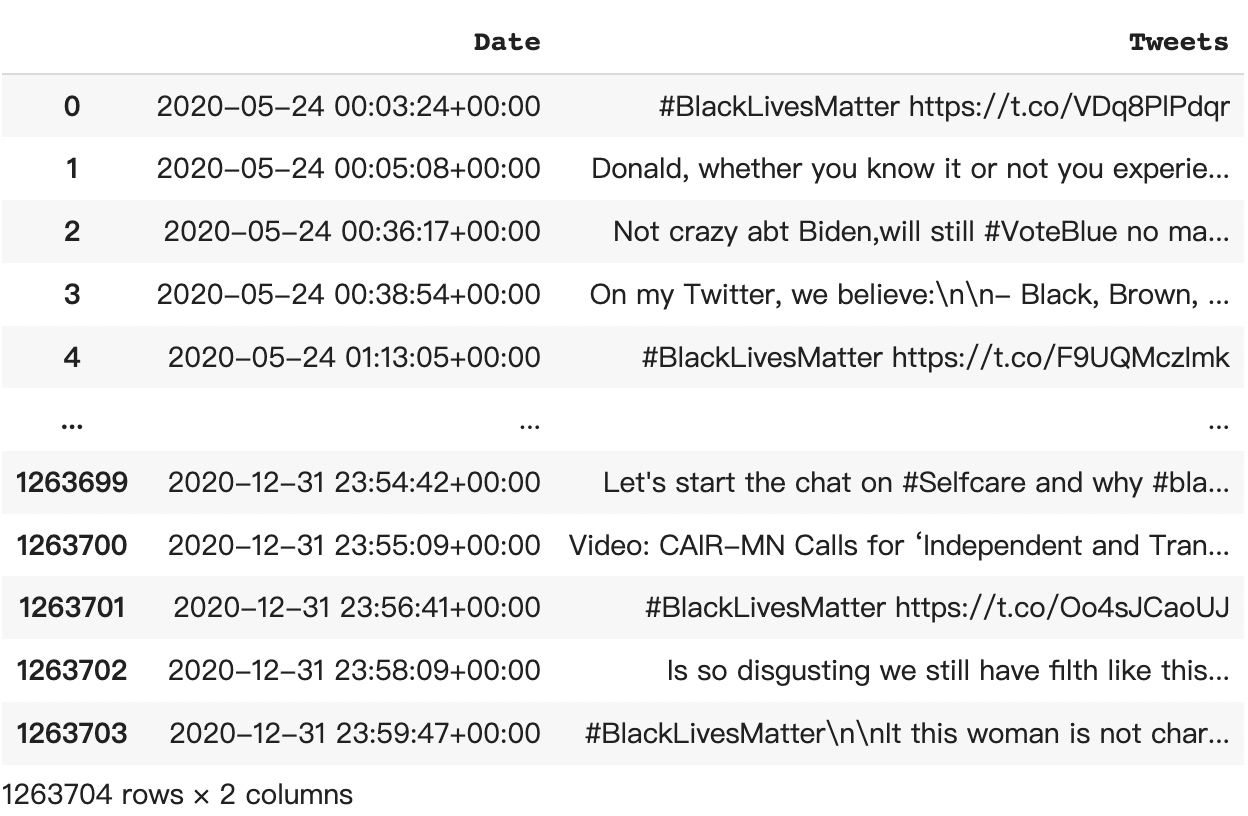 Date Tweets
0 2020-05-24 00:03:24+00:00 #BlackLivesMatter https://t.co/VDq8PlPdqr
1 2020-05-24 00:05:08+00:00 Donald, whether you know it or not you experie...
2 2020-05-24 00:36:17+00:00 Not crazy abt Biden,will still #VoteBlue no ma...
3 2020-05-24 00:38:54+00:00 On my Twitter, we believe:\n\n- Black, Brown, ...
4 2020-05-24 01:13:05+00:00 #BlackLivesMatter https://t.co/F9UQMczlmk
... ... ...
1263699 2020-12-31 23:54:42+00:00 Let's start the chat on #Selfcare and why #bla...
1263700 2020-12-31 23:55:09+00:00 Video: CAIR-MN Calls for ‘Independent and Tran...
1263701 2020-12-31 23:56:41+00:00 #BlackLivesMatter https://t.co/Oo4sJCaoUJ
1263702 2020-12-31 23:58:09+00:00 Is so disgusting we still have filth like this...
1263703 2020-12-31 23:59:47+00:00 #BlackLivesMatter\n\nIt this woman is not char...
1263704 rows × 2 columns